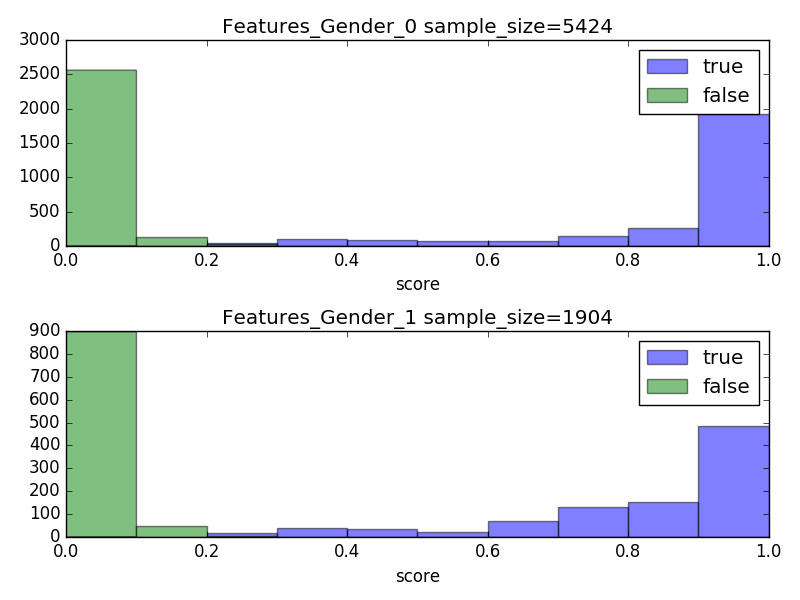 Features_Gender_0 sample_size=5424
3000
2500
2000
1500
1000
500
0
true
false
0.0 0.2 0.4 0.6 0.8 1.0
score
Features_Gender_1 sample_size=1904
900
800
700
600
500
400
300
200
100
0
true
false
0.0 0.2 0.4 0.6 0.8 1.0
score